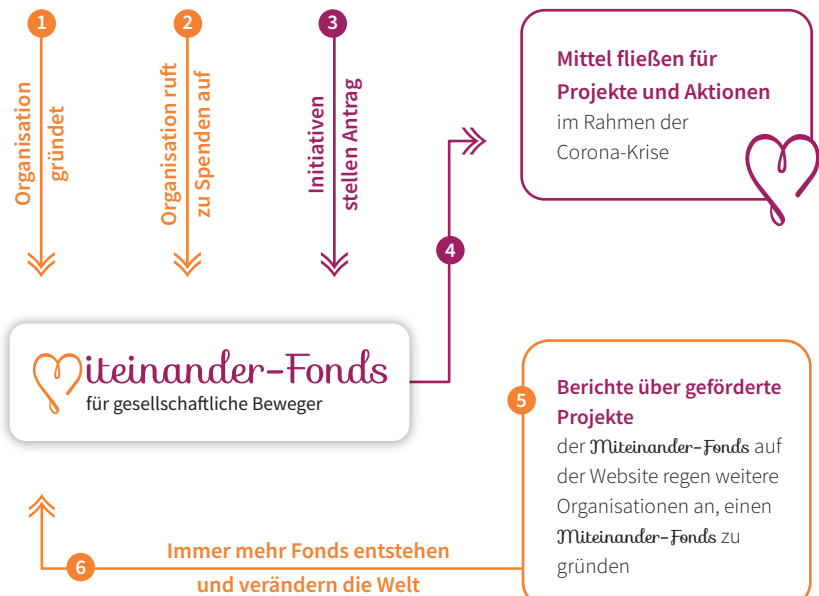 1
Organisation
gründet
2
Organisation ruft
zu Spenden auf
3
Initiativen
stellen Antrag
Miteinander-Fonds
für gesellschaftliche Beweger
4
Mittel fließen für
Projekte und Aktionen
im Rahmen der
Corona-Krise
5
Berichte über geförderte
Projekte
der Miteinander-Fonds auf
der Website regen weitere
Organisationen an, einen
Miteinander-Fonds zu
gründen
6
Immer mehr Fonds entstehen
und verändern die Welt